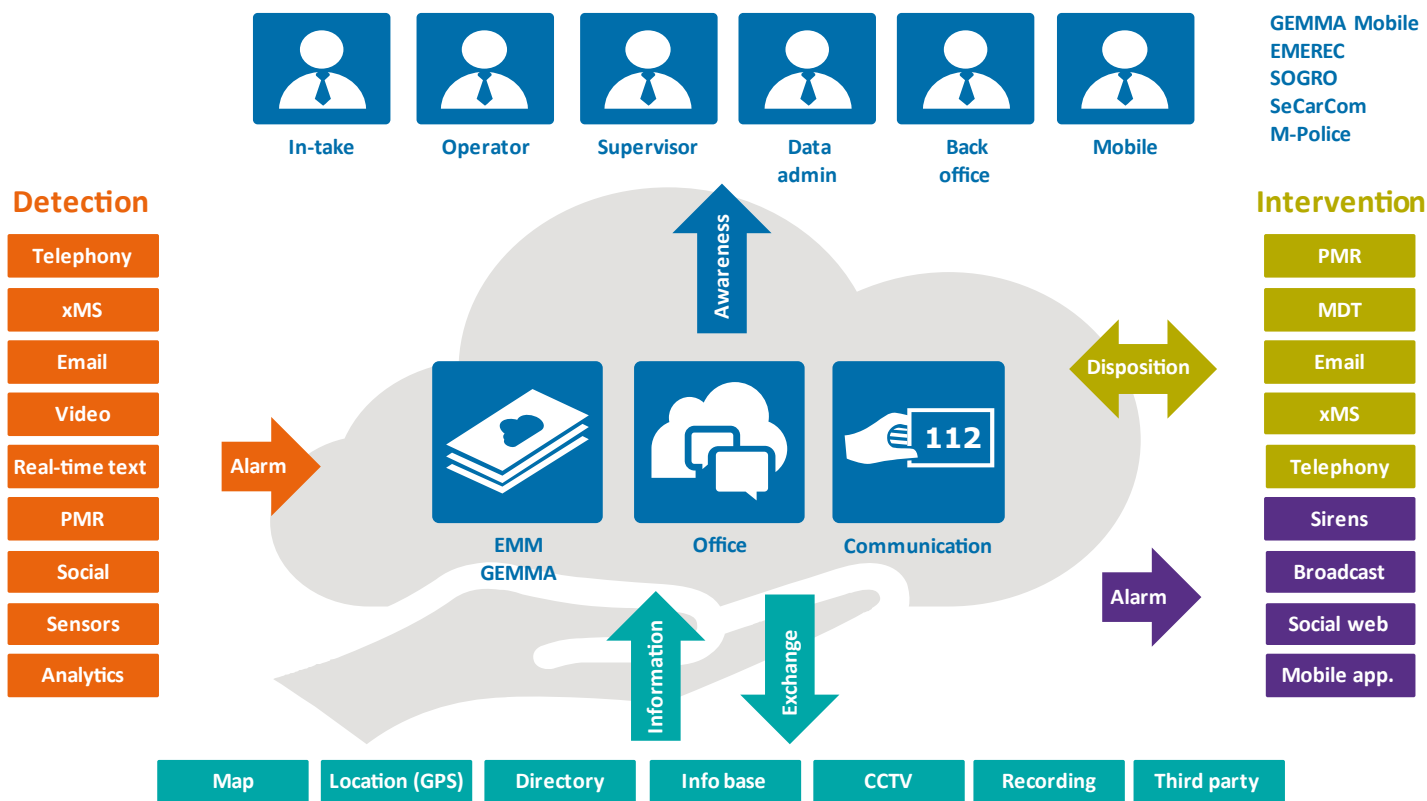 GEMMA Mobile
EMEREC
SOGRO
SeCarCom
M-Police
In-take
Operator
Supervisor
Data
admin
Back
office
Mobile
Detection
Telephony
xMS
Email
Video
Real-time text
PMR
Social
Sensors
Analytics
Alarm
Awareness
112
EMM
GEMMA
Office
Communication
Disposition
Intervention
PMR
MDT
Email
xMS
Telephony
Sirens
Broadcast
Social web
Mobile app.
Alarm
Information
Exchange
Map
Location (GPS)
Directory
Info base
CCTV
Recording
Third party